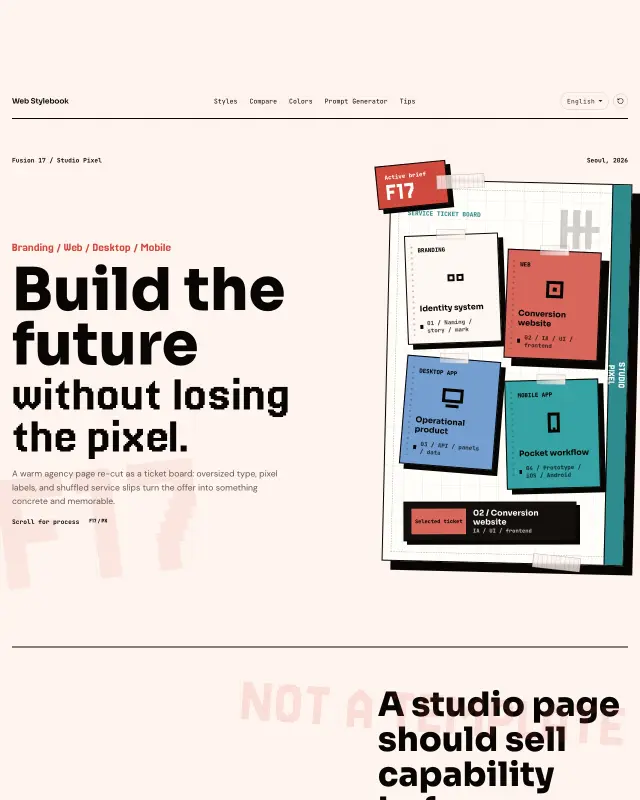 Web Stylebook
Styles Compare Colors Prompt Generator Tips
English
Fusion 17 / Studio Pixel
Seoul, 2026
Branding / Web / Desktop / Mobile
Build the
future
without losing
the pixel.
A warm agency page re-cut as a ticket board: oversized type, pixel
labels, and shuffled service slips turn the offer into something
concrete and memorable.
Scroll for process F17/PX
F17
Active brief
F17
SERVICE TICKET BOARD
BRANDING
Identity system
01 / Naming /
story / mark
WEB
Conversion
website
02 / IA / UI /
frontend
DESKTOP APP
Operational
product
03 / API / panels
/ data
MOBILE APP
Pocket workflow
04 / Prototype /
iOS / Android
STUDIO
PIXEL
Selected ticket
02 / Conversion
website
IA / UI / frontend
NOT A TEMPLATE
A studio page
should sell
capability